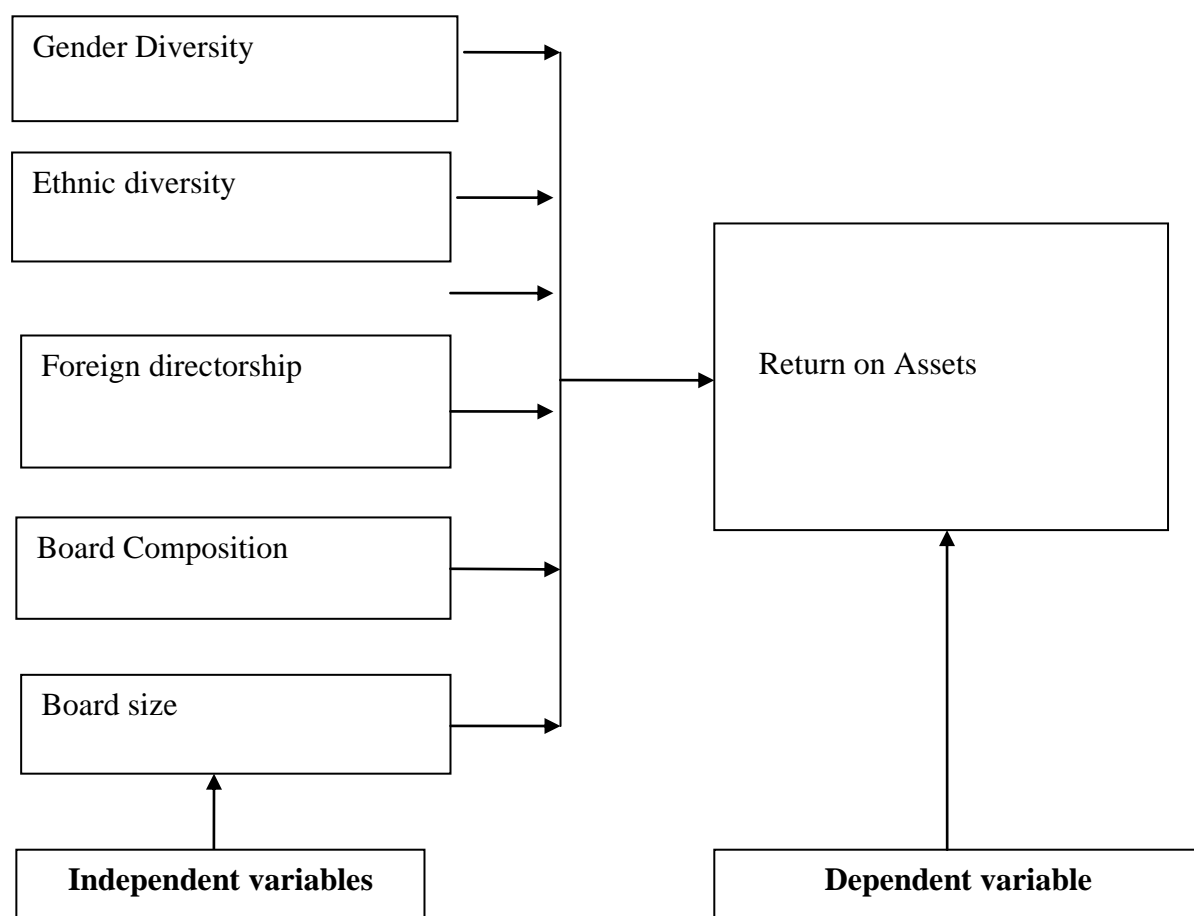 Gender Diversity
Ethnic diversity
Foreign directorship
Return on Assets
Board Composition
Board size
Independent variables
Dependent variable